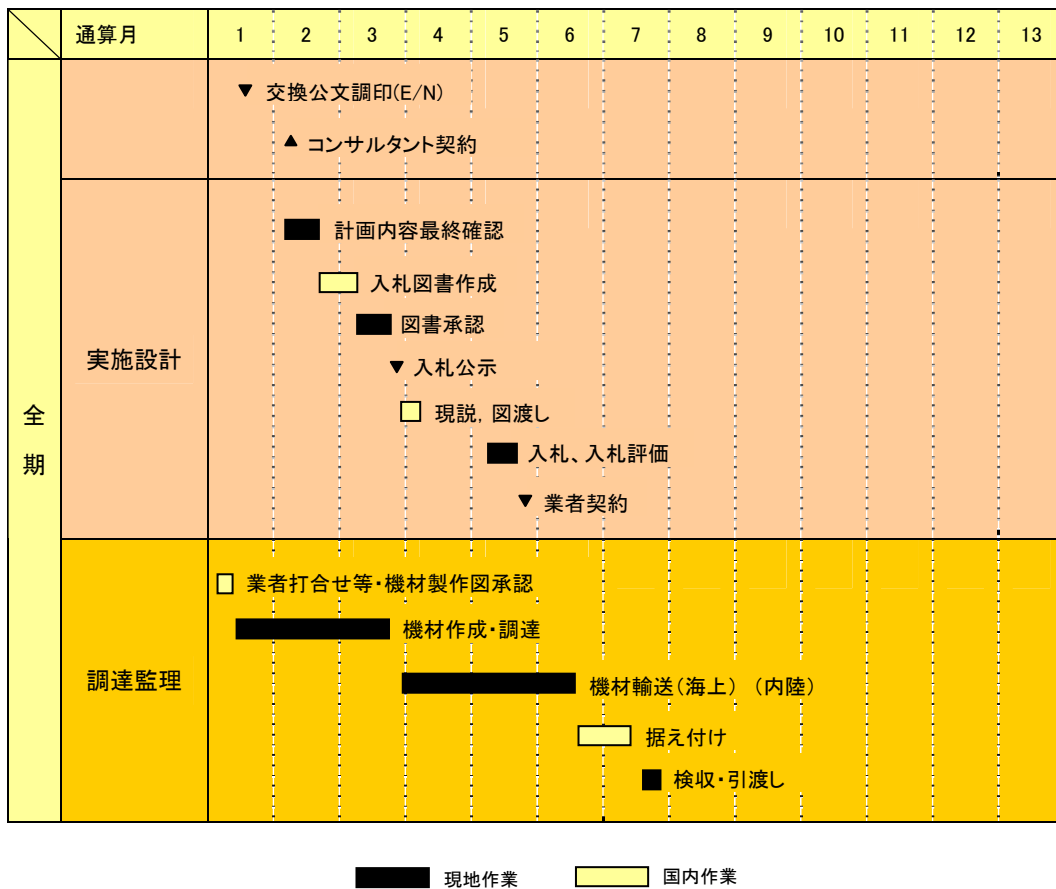 通算月 1 2 3 4 5 6 7 8 9 10 11 12 13
▼ 交換公文調印(E/N)
▲ コンサルタント契約
全期
実施設計
計画内容最終確認
入札図書作成
図書承認
▼ 入札公示
現説, 図渡し
入札、入札評価
▼ 業者契約
調達監理
業者打合せ等・機材製作図承認
機材作成・調達
機材輸送(海上) (内陸)
据え付け
検収・引渡し
現地作業 国内作業